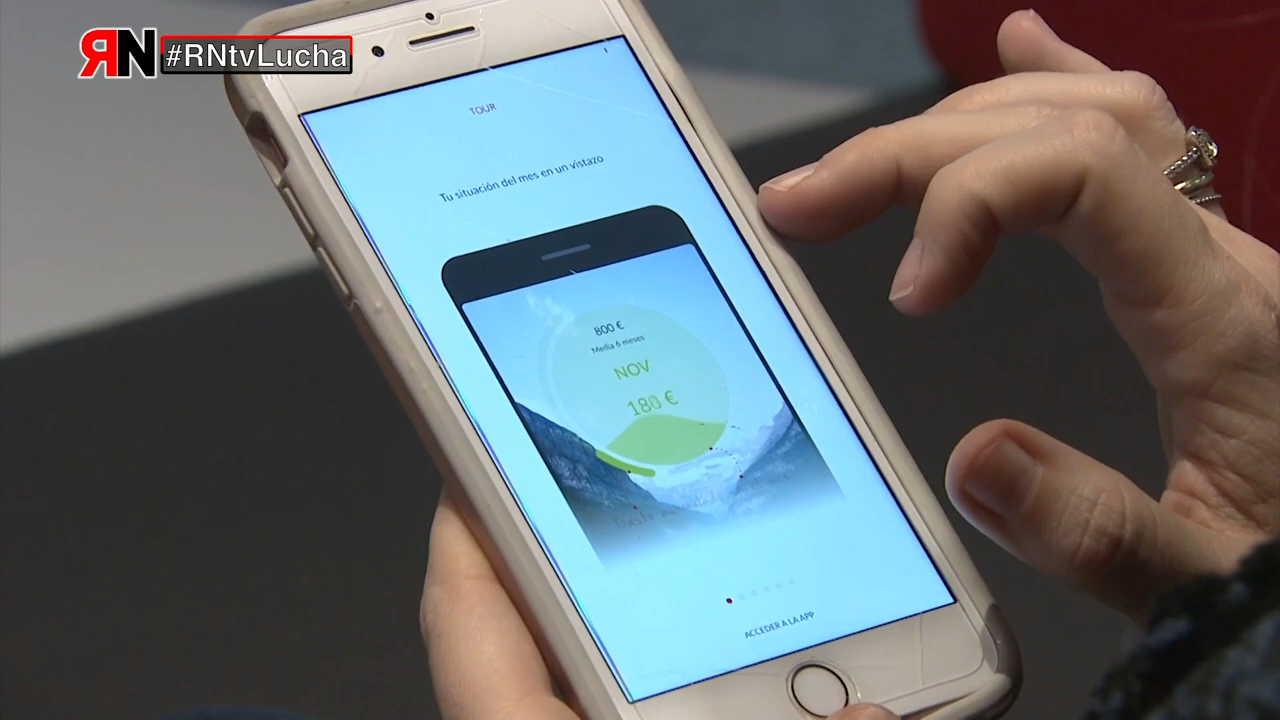 RN #RNtvLucha
TOUR
Tu situación del mes en un vistazo
800 €
Media 6 meses
NOV
180 €
ACCEDER A LA APP